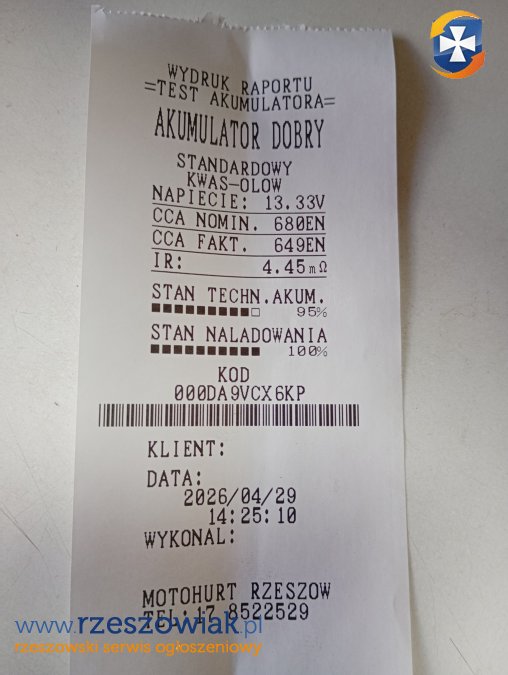 WYDRUK RAPORTU
=TEST AKUMULATORA=
AKUMULATOR DOBRY
STANDARDOWY
KWAS-OLOW
NAPIECIE: 13.33V
CCA NOMIN. 680EN
CCA FAKT. 649EN
IR: 4.45mΩ
STAN TECHN.AKUM.
95%
STAN NALADOWANIA
100%
KOD
000DA9VCX6KP
KLIENT:
DATA:
2026/04/29
14:25:10
WYKONAL:
MOTOHURT RZESZOW
TEL:17 8522529
www.rzeszowiak.pl
rzeszowski serwis ogłoszeniowy